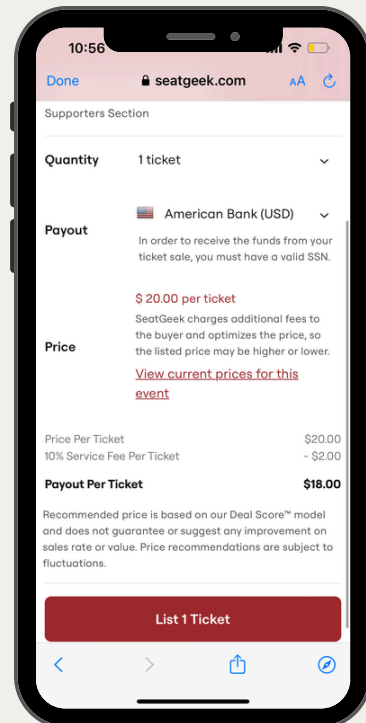 10:56
Done
seatgeek.com
AA
Supporters Section
Quantity
1 ticket
American Bank (USD)
Payout
In order to receive the funds from your
ticket sale, you must have a valid SSN.
$ 20.00 per ticket
SeatGeek charges additional fees to
the buyer and optimizes the price, so
Price
the listed price may be higher or lower.
View current prices for this
event
Price Per Ticket $20.00
10% Service Fee Per Ticket - $2.00
Payout Per Ticket $18.00
Recommended price is based on our Deal Score™ model
and does not guarantee or suggest any improvement on
sales rate or value. Price recommendations are subject to
fluctuations.
List 1 Ticket